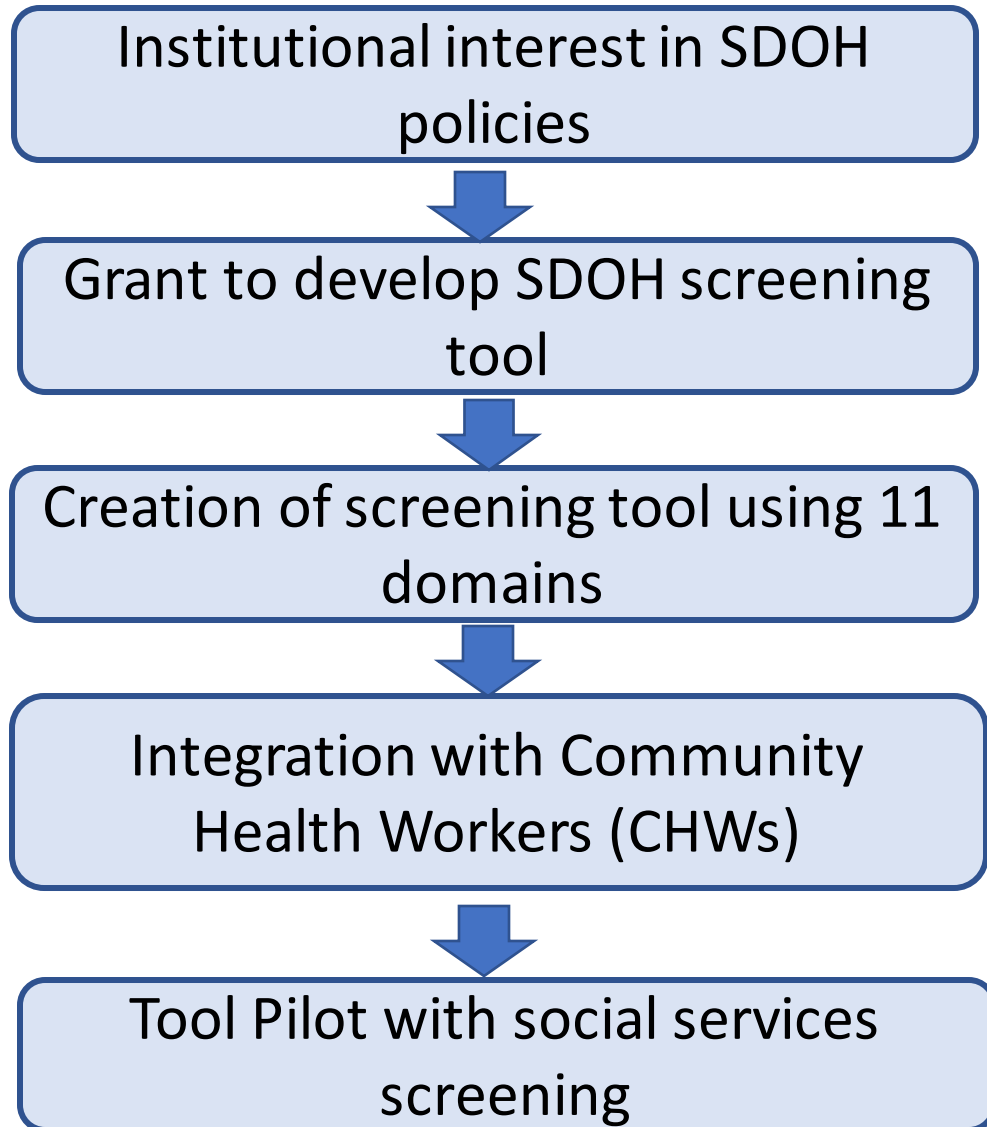 Institutional interest in SDOH
policies
Grant to develop SDOH screening
tool
Creation of screening tool using 11
domains
Integration with Community
Health Workers (CHWs)
Tool Pilot with social services
screening